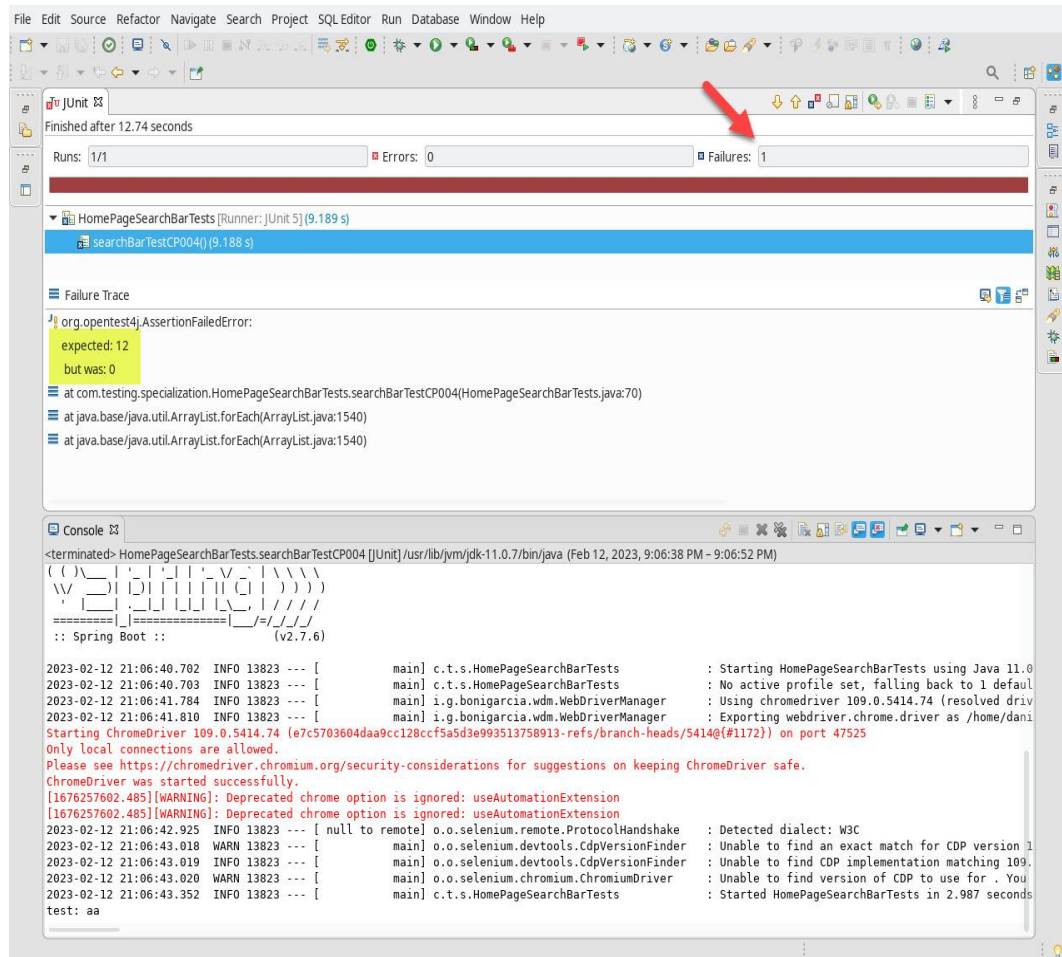 File Edit Source Refactor Navigate Search Project SQL Editor Run Database Window Help
JUnit
Finished after 12.74 seconds
Runs: 1/1 Errors: 0 Failures: 1
HomePageSearchBarTests [Runner: JUnit 5] (9.189 s)
searchBarTestCP004() (9.188 s)
Failure Trace
org.opentest4j.AssertionFailedError:
expected: 12
but was: 0
at com.testing.specialization.HomePageSearchBarTests.searchBarTestCP004(HomePageSearchBarTests.java:70)
at java.base/java.util.ArrayList.forEach(ArrayList.java:1540)
at java.base/java.util.ArrayList.forEach(ArrayList.java:1540)
Console
<terminated> HomePageSearchBarTests.searchBarTestCP004 [JUnit] /usr/lib/jvm/jdk-11.0.7/bin/java (Feb 12, 2023, 9:06:38 PM – 9:06:52 PM)
( ( )\___ | '_ | '_| | '_ \/ _` | \ \ \ \
\\/ ___)| |_)| | | | | || (_| | ) ) ) )
' |____| .__|_| |_|_| |_\__, | / / / /
=========|_|==============|___/=/_/_/_/
:: Spring Boot :: (v2.7.6)
2023-02-12 21:06:40.702 INFO 13823 --- [ main] c.t.s.HomePageSearchBarTests : Starting HomePageSearchBarTests using Java 11.0
2023-02-12 21:06:40.703 INFO 13823 --- [ main] c.t.s.HomePageSearchBarTests : No active profile set, falling back to 1 defaul
2023-02-12 21:06:41.784 INFO 13823 --- [ main] i.g.bonigarcia.wdm.WebDriverManager : Using chromedriver 109.0.5414.74 (resolved driv
2023-02-12 21:06:41.810 INFO 13823 --- [ main] i.g.bonigarcia.wdm.WebDriverManager : Exporting webdriver.chrome.driver as /home/dani
Starting ChromeDriver 109.0.5414.74 (e7c5703604daa9cc128ccf5a5d3e993513758913-refs/branch-heads/5414@{#1172}) on port 47525
Only local connections are allowed.
Please see https://chromedriver.chromium.org/security-considerations for suggestions on keeping ChromeDriver safe.
ChromeDriver was started successfully.
[1676257602.485][WARNING]: Deprecated chrome option is ignored: useAutomationExtension
[1676257602.485][WARNING]: Deprecated chrome option is ignored: useAutomationExtension
2023-02-12 21:06:42.925 INFO 13823 --- [ null to remote] o.o.selenium.remote.ProtocolHandshake : Detected dialect: W3C
2023-02-12 21:06:43.018 WARN 13823 --- [ main] o.o.selenium.devtools.CdpVersionFinder : Unable to find an exact match for CDP version 1
2023-02-12 21:06:43.019 INFO 13823 --- [ main] o.o.selenium.devtools.CdpVersionFinder : Unable to find CDP implementation matching 109.
2023-02-12 21:06:43.020 WARN 13823 --- [ main] o.o.selenium.chromium.ChromiumDriver : Unable to find version of CDP to use for . You
2023-02-12 21:06:43.352 INFO 13823 --- [ main] c.t.s.HomePageSearchBarTests : Started HomePageSearchBarTests in 2.987 seconds
test: aa